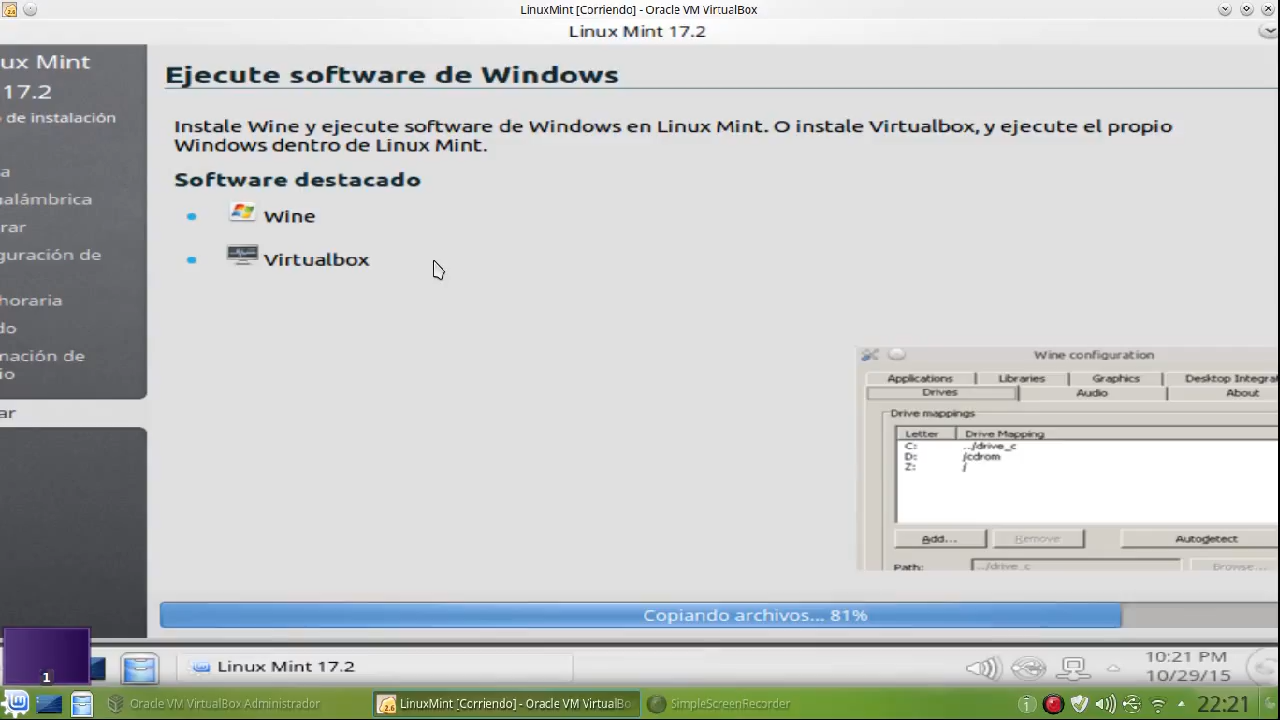 LinuxMint [Corriendo] - Oracle VM VirtualBox
Linux Mint 17.2
ux Mint
17.2
de instalación
a
ualámbrica
rar
guración de
horaria
do
mación de
io
ar
Ejecute software de Windows
Instale Wine y ejecute software de Windows en Linux Mint. O instale Virtualbox, y ejecute el propio
Windows dentro de Linux Mint.
Software destacado
Wine
Virtualbox
Wine configuration
Applications Libraries Graphics Desktop Integrat
Drives Audio About
Drive mappings
Letter Drive Mapping
C: ../drive_c
D: /cdrom
Z: /
Add... Remove Autodetect
Path: ../drive_c Browse...
Copiando archivos... 81%
1
Linux Mint 17.2
10:21 PM
10/29/15
Oracle VM VirtualBox Administrador
LinuxMint [Corriendo] - Oracle VM VirtualBo
SimpleScreenRecorder
22:21